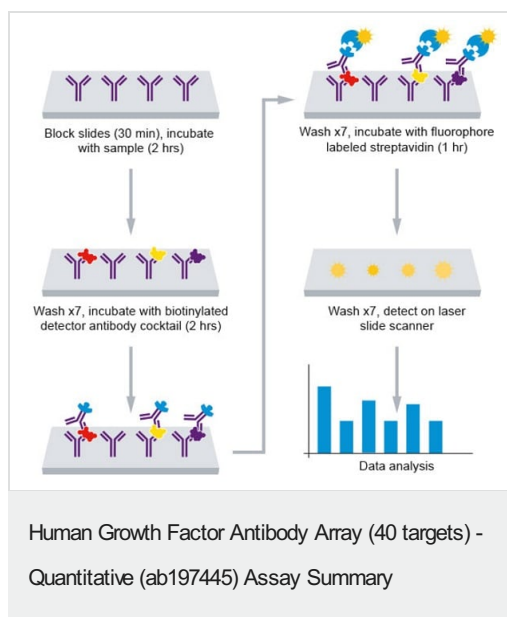 Block slides (30 min), incubate
with sample (2 hrs)
Wash x7, incubate with biotinylated
detector antibody cocktail (2 hrs)
Wash x7, incubate with fluorophore
labeled streptavidin (1 hr)
Wash x7, detect on laser
slide scanner
Data analysis
Human Growth Factor Antibody Array (40 targets) -
Quantitative (ab197445) Assay Summary